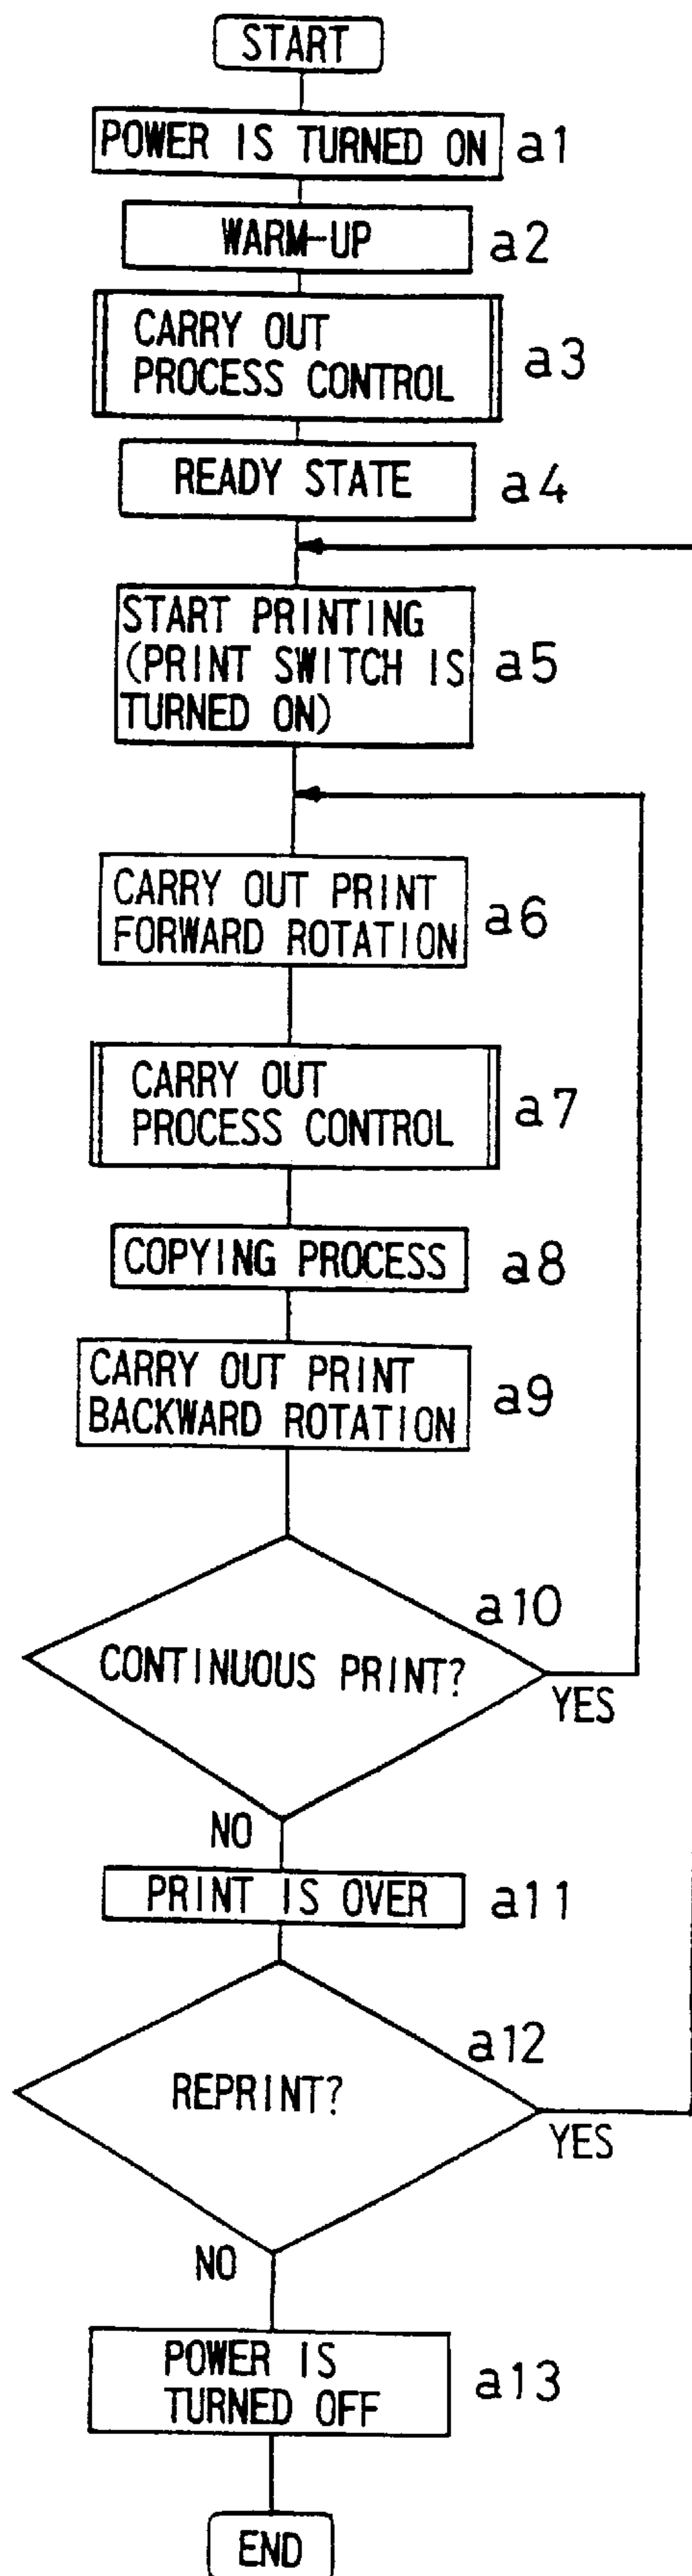 START
POWER IS TURNED ON a1
WARM-UP a2
CARRY OUT
PROCESS CONTROL a3
READY STATE a4
START PRINTING
(PRINT SWITCH IS
TURNED ON) a5
CARRY OUT PRINT
FORWARD ROTATION a6
CARRY OUT
PROCESS CONTROL a7
COPYING PROCESS a8
CARRY OUT PRINT
BACKWARD ROTATION a9
a10
CONTINUOUS PRINT?
YES
NO
PRINT IS OVER a11
a12
REPRINT?
YES
NO
POWER IS
TURNED OFF a13
END